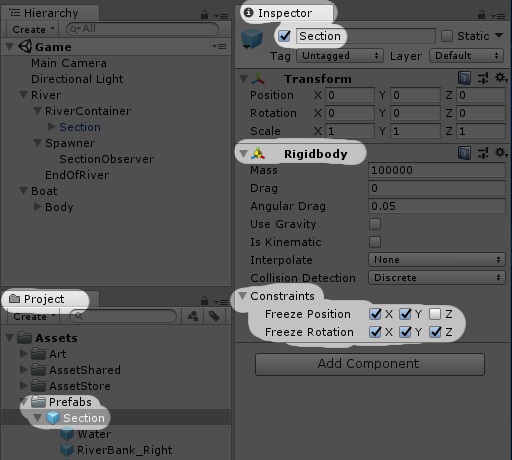 Hierarchy
Create
All
Game
Main Camera
Directional Light
River
RiverContainer
Section
Spawner
SectionObserver
EndOfRiver
Boat
Body
Project
Create
Assets
Art
AssetShared
AssetStore
Prefabs
Section
Water
RiverBank_Right
Inspector
Section Static
Tag Untagged Layer Default
Transform
Position X 0 Y 0 Z 0
Rotation X 0 Y 0 Z 0
Scale X 1 Y 1 Z 1
Rigidbody
Mass 100000
Drag 0
Angular Drag 0.05
Use Gravity
Is Kinematic
Interpolate None
Collision Detection Discrete
Constraints
Freeze Position X Y Z
Freeze Rotation X Y Z
Add Component